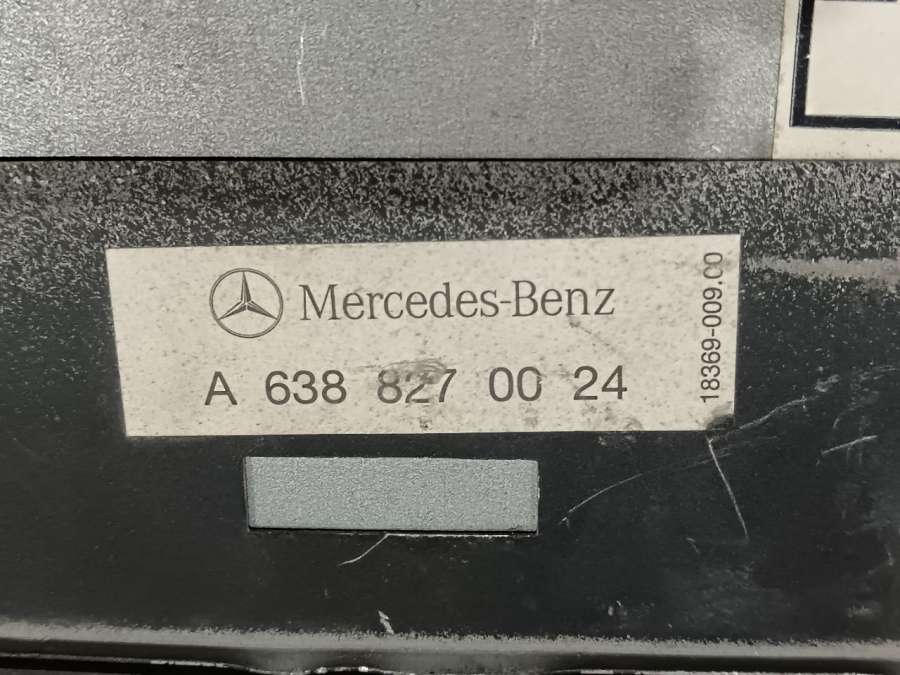 Mercedes-Benz
A 638 827 00 24
18369-009.00